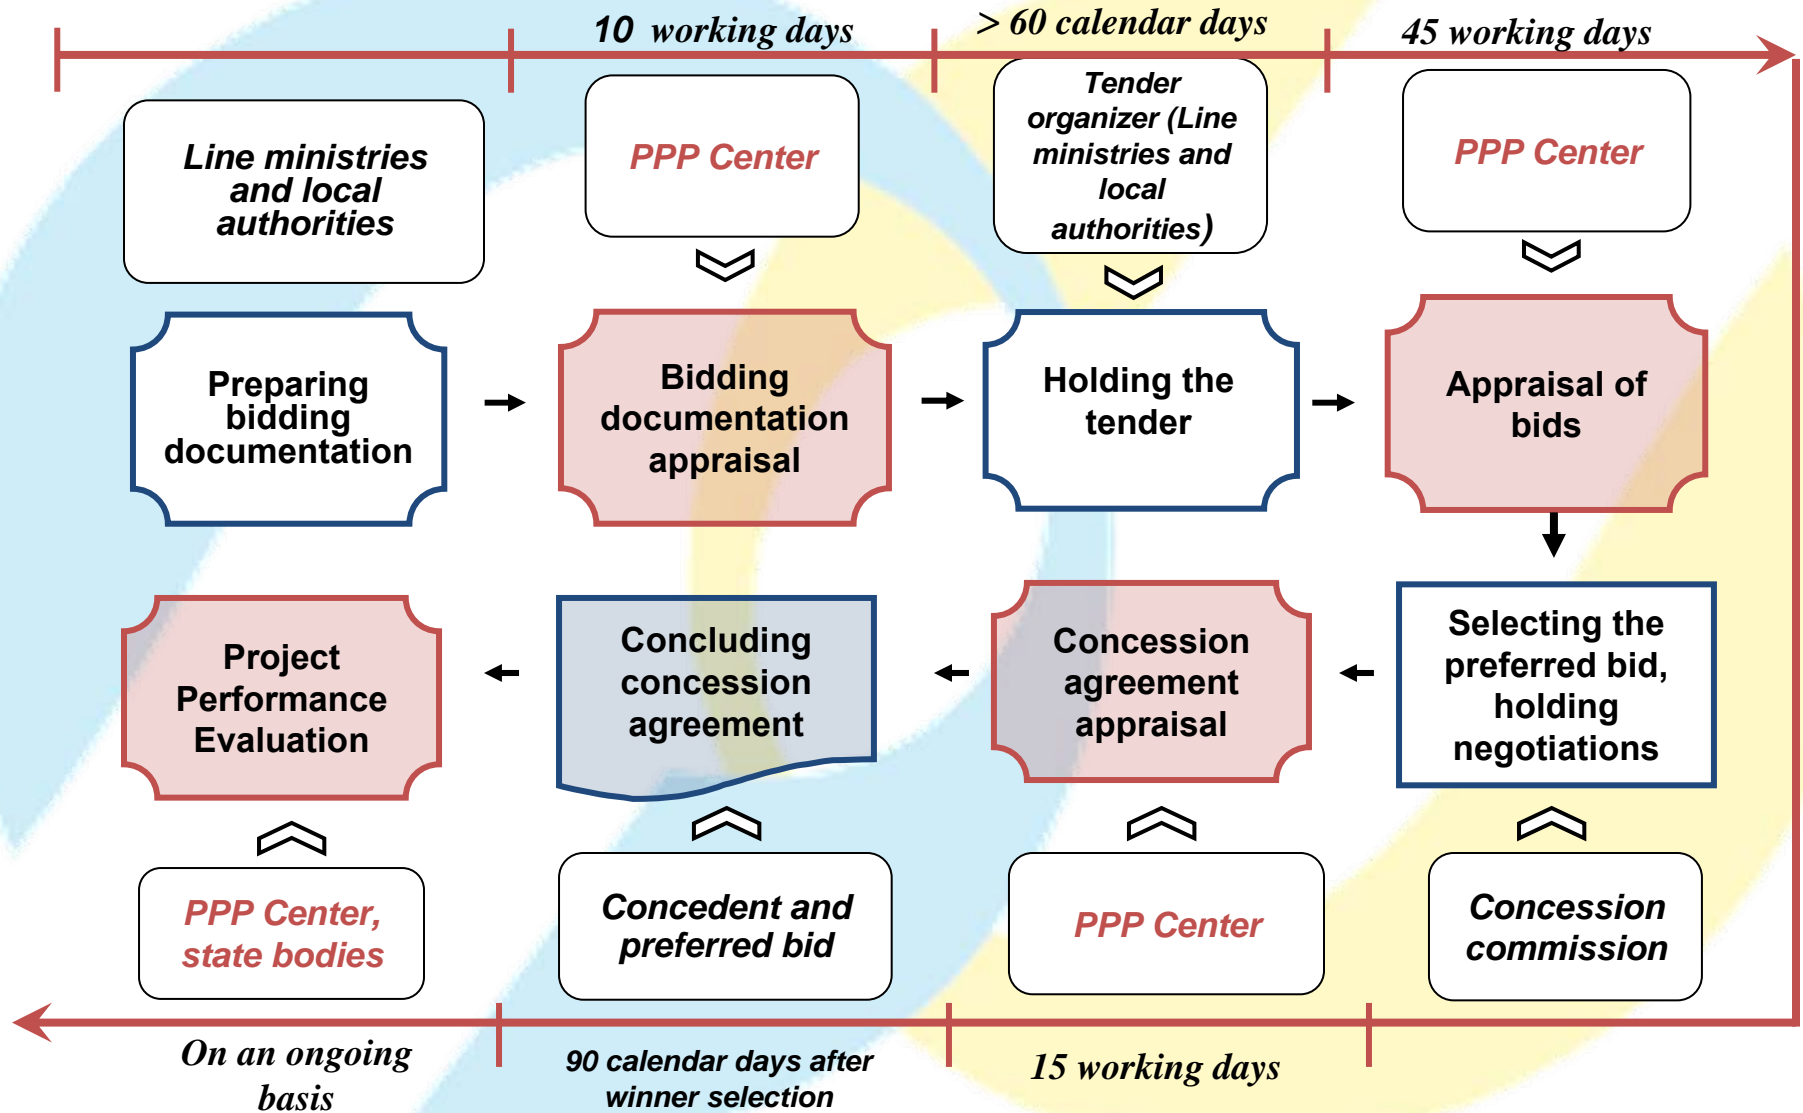 10 working days
> 60 calendar days
45 working days
Line ministries
and local
authorities
PPP Center
Tender
organizer (Line
ministries and
local
authorities)
PPP Center
Preparing
bidding
documentation
Bidding
documentation
appraisal
Holding the
tender
Appraisal of
bids
Project
Performance
Evaluation
Concluding
concession
agreement
Concession
agreement
appraisal
Selecting the
preferred bid,
holding
negotiations
PPP Center,
state bodies
Concedent and
preferred bid
PPP Center
Concession
commission
On an ongoing
basis
90 calendar days after
winner selection
15 working days